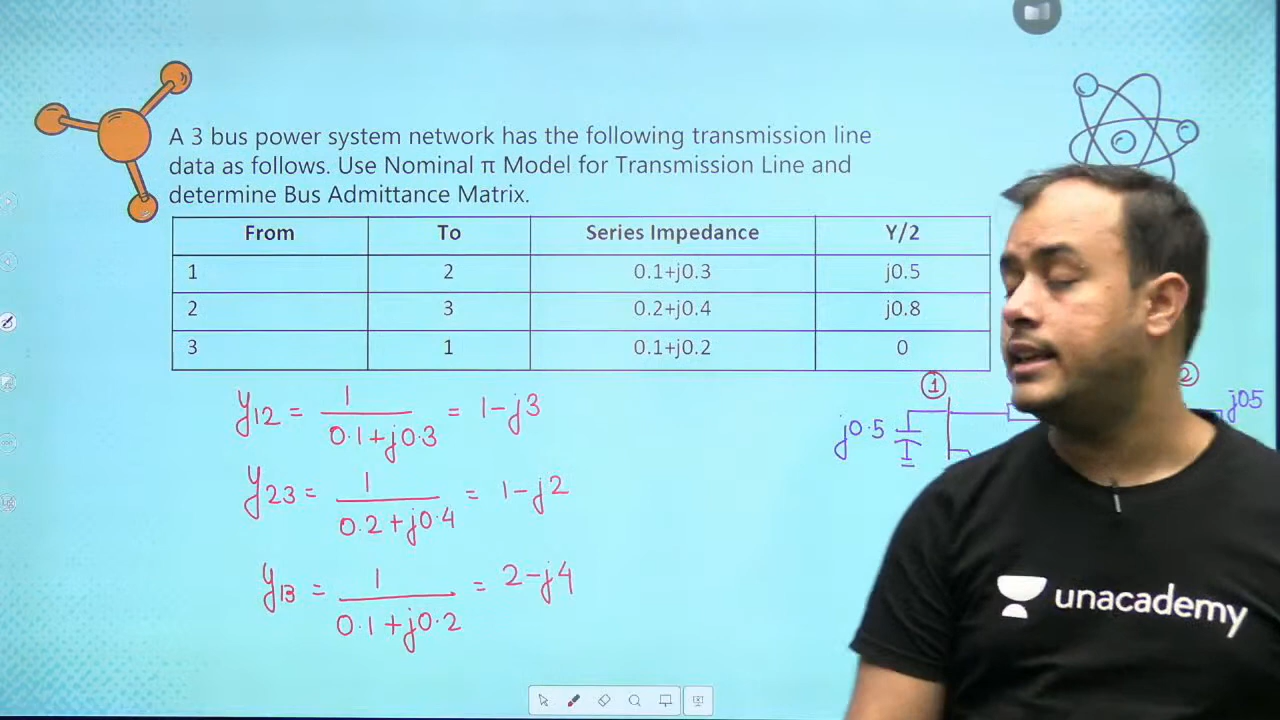 A 3 bus power system network has the following transmission line
data as follows. Use Nominal π Model for Transmission Line and
determine Bus Admittance Matrix.
From To Series Impedance Y/2
1 2 0.1+j0.3 j0.5
2 3 0.2+j0.4 j0.8
3 1 0.1+j0.2 0
y12 = 1/(0.1+j0.3) = 1-j3
y23 = 1/(0.2+j0.4) = 1-j2
y13 = 1/(0.1+j0.2) = 2-j4
1
2
j0.5
j05
unacademy